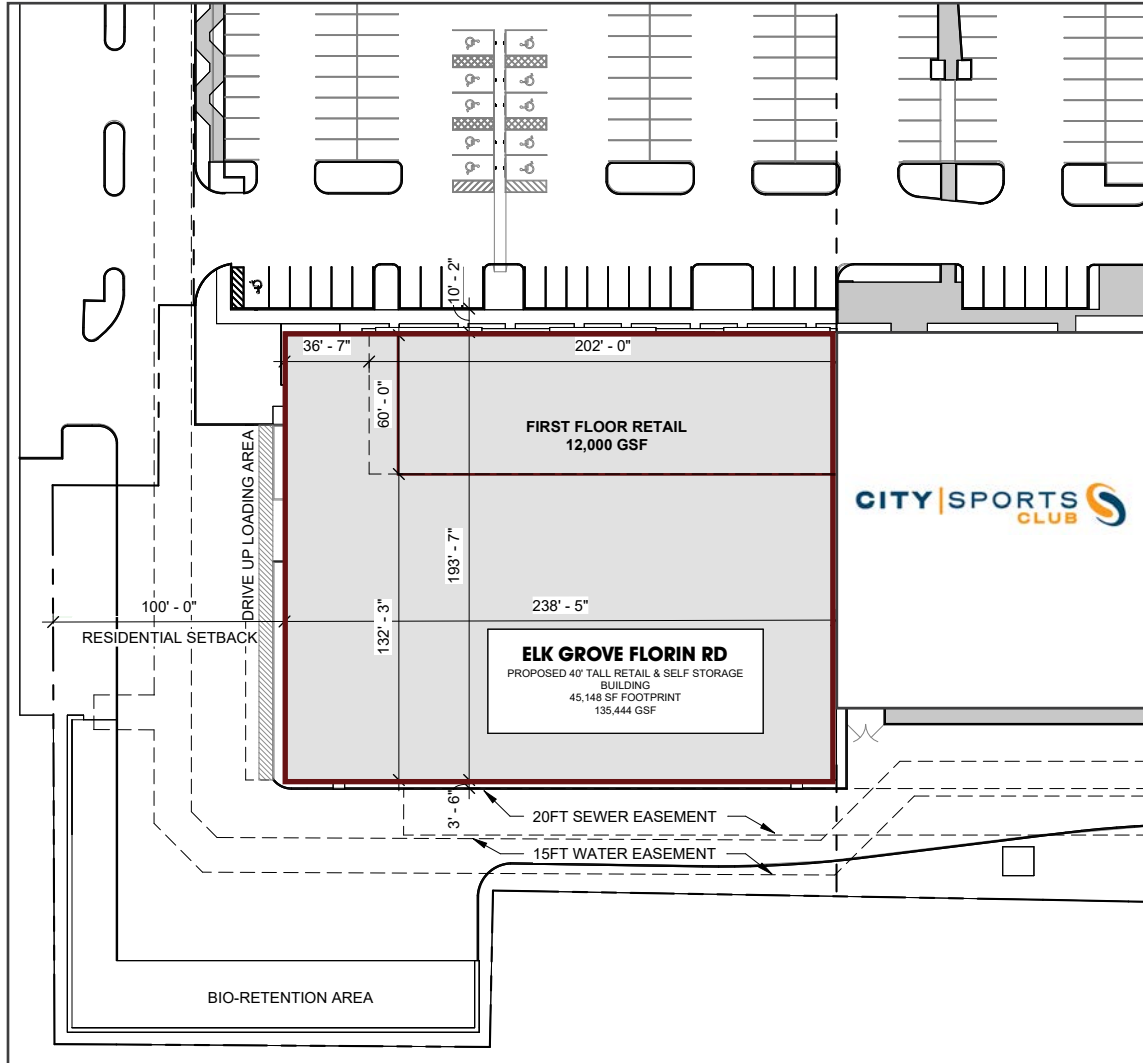 10' - 2"
36' - 7"
202' - 0"
60' - 0"
FIRST FLOOR RETAIL
12,000 GSF
CITY|SPORTS
CLUB
DRIVE UP LOADING AREA
193' - 7"
100' - 0"
238' - 5"
RESIDENTIAL SETBACK
132' - 3"
ELK GROVE FLORIN RD
PROPOSED 40' TALL RETAIL & SELF STORAGE
BUILDING
45,148 SF FOOTPRINT
135,444 GSF
3' - 6"
20FT SEWER EASEMENT
15FT WATER EASEMENT
BIO-RETENTION AREA